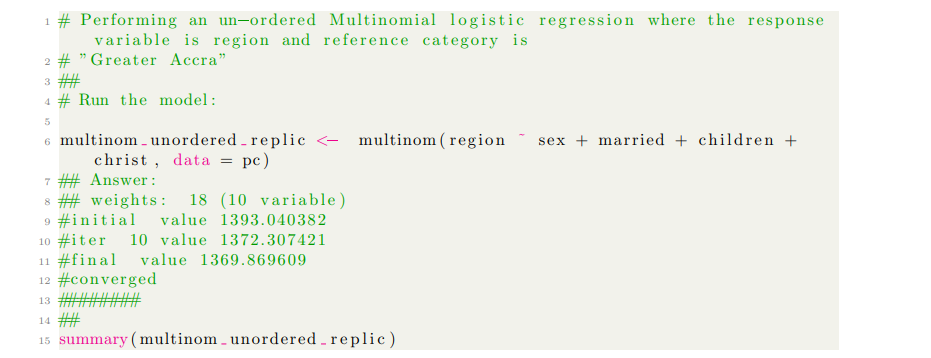 1 # Performing an un-ordered Multinomial logistic regression where the response
variable is region and reference category is
2 # "Greater Accra"
3 ##
4 # Run the model:
5
6 multinom_unordered_replic <- multinom(region ~ sex + married + children +
christ, data = pc)
7 ## Answer:
8 ## weights: 18 (10 variable)
9 #initial value 1393.040382
10 #iter 10 value 1372.307421
11 #final value 1369.869609
12 #converged
13 ########
14 ##
15 summary(multinom_unordered_replic)